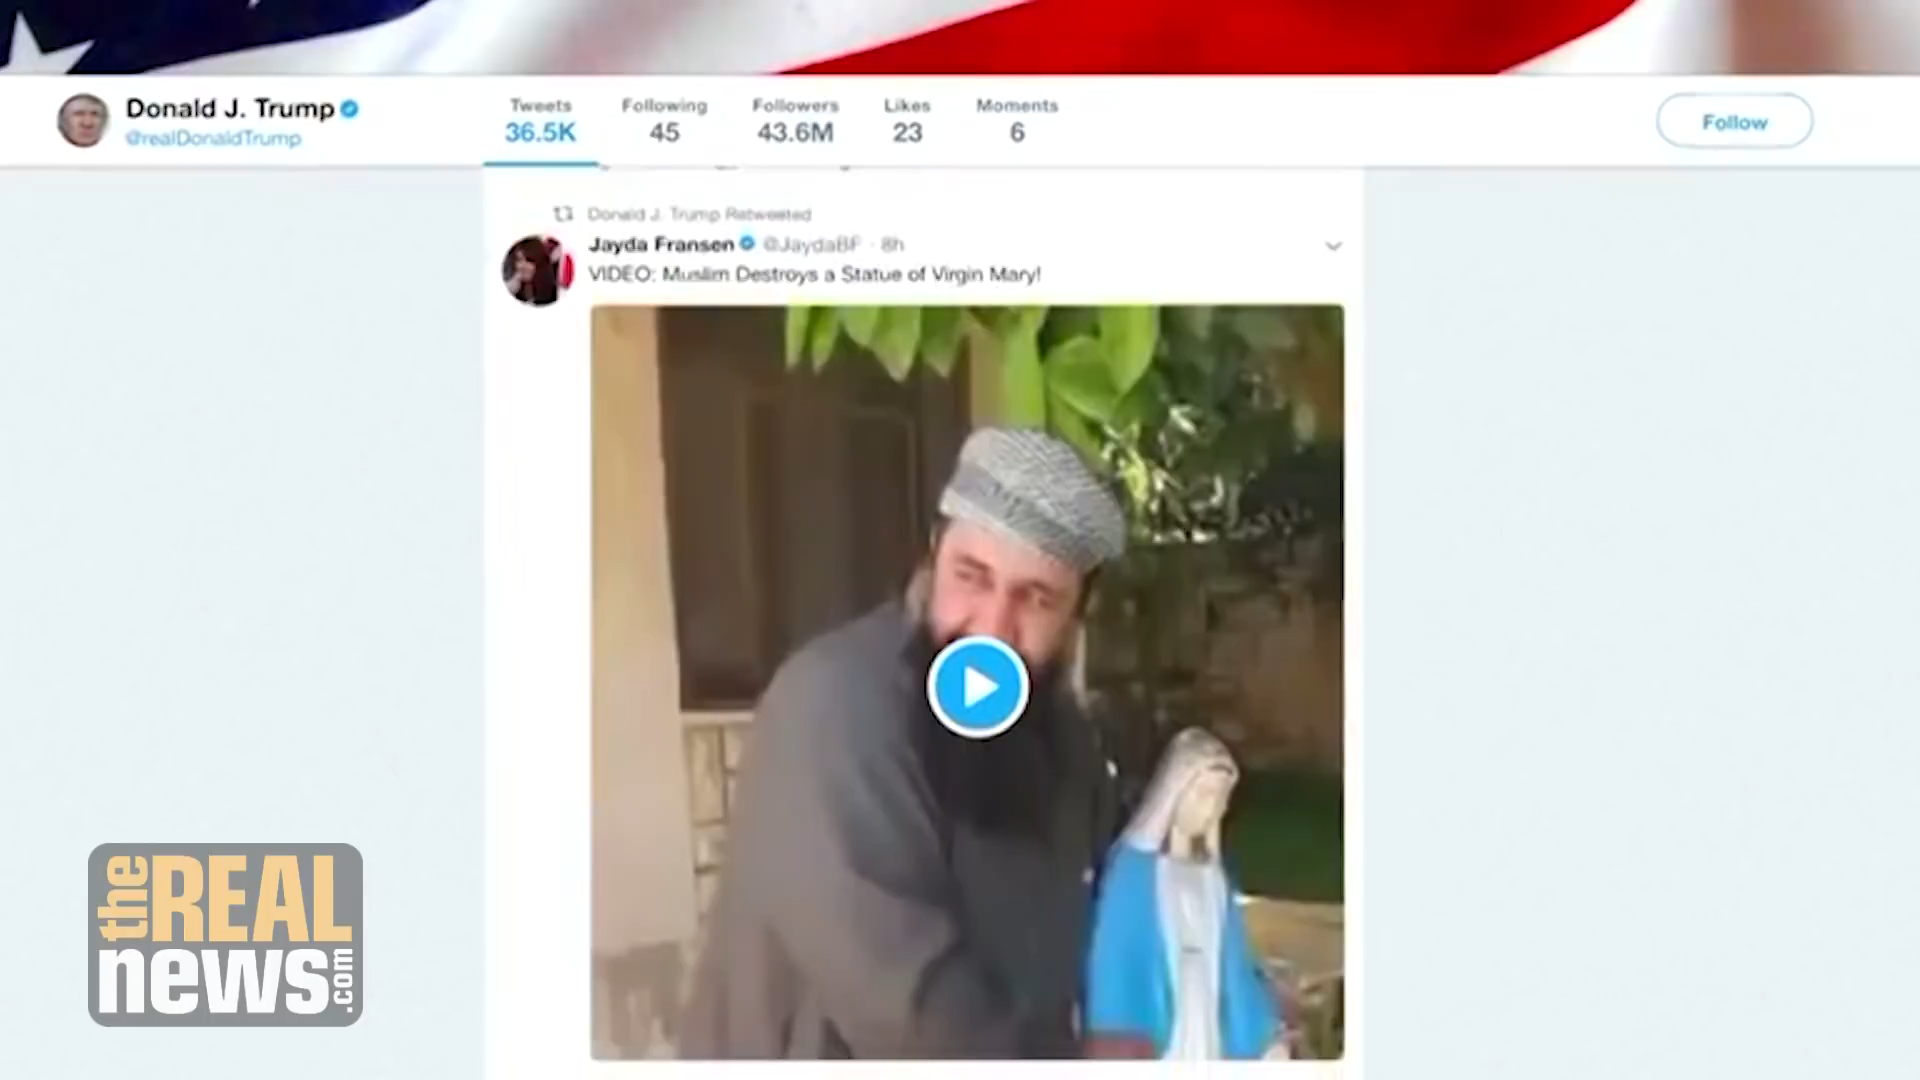 Donald J. Trump
@realDonaldTrump
Tweets
36.5K
Following
45
Followers
43.6M
Likes
23
Moments
6
Follow
Donald J. Trump Retweeted
Jayda Fransen @JaydaBF · 8h
VIDEO: Muslim Destroys a Statue of Virgin Mary!
the REAL
news.com